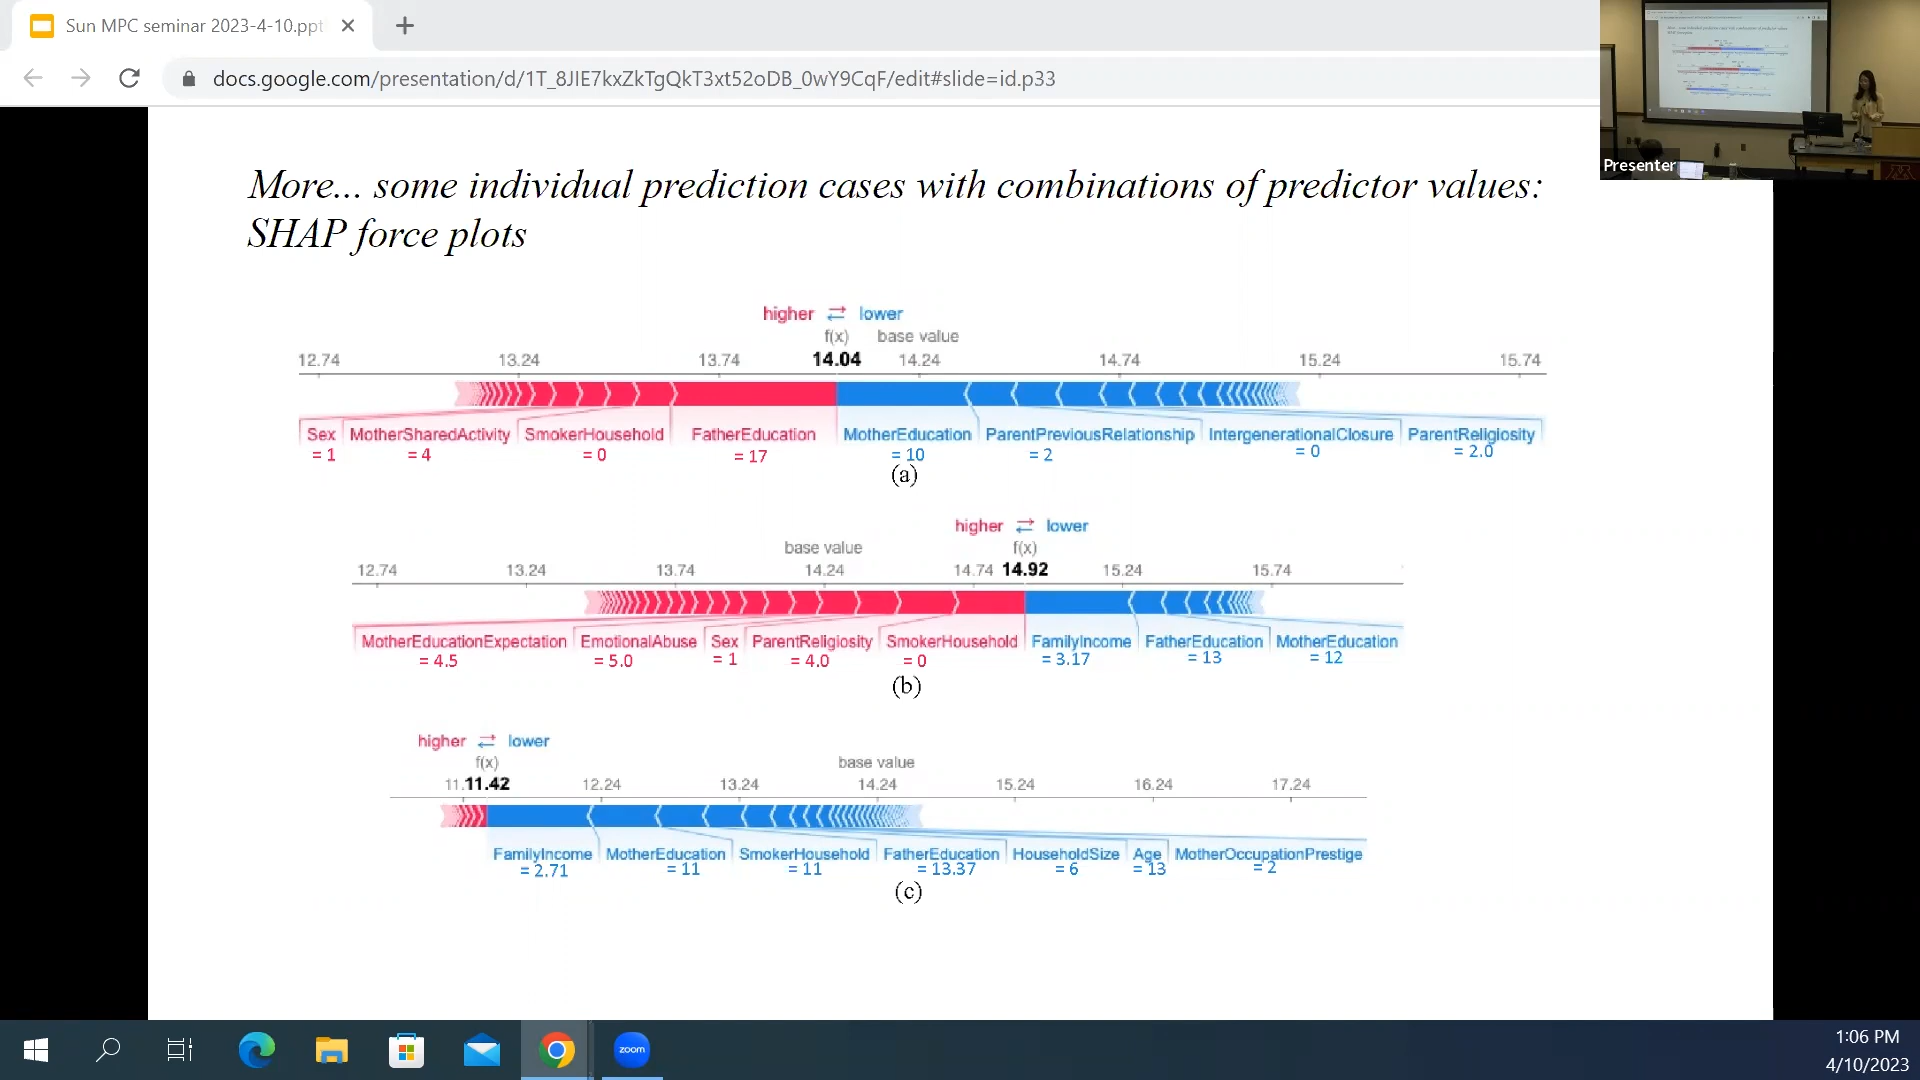 Sun MPC seminar 2023-4-10.ppt
docs.google.com/presentation/d/1T_8JIE7kxZkTgQkT3xt52oDB_0wY9CqF/edit#slide=id.p33
Presenter
More... some individual prediction cases with combinations of predictor values:
SHAP force plots
higher ⇄ lower
f(x) base value
12.74 13.24 13.74 14.04 14.24 14.74 15.24 15.74
Sex MotherSharedActivity SmokerHousehold FatherEducation MotherEducation ParentPreviousRelationship IntergenerationalClosure ParentReligiosity
= 1 = 4 = 0 = 17 = 10 = 2 = 0 = 2.0
(a)
higher ⇄ lower
base value f(x)
12.74 13.24 13.74 14.24 14.74 14.92 15.24 15.74
MotherEducationExpectation EmotionalAbuse Sex ParentReligiosity SmokerHousehold FamilyIncome FatherEducation MotherEducation
= 4.5 = 5.0 = 1 = 4.0 = 0 = 3.17 = 13 = 12
(b)
higher ⇄ lower
f(x) base value
11. 11.42 12.24 13.24 14.24 15.24 16.24 17.24
FamilyIncome MotherEducation SmokerHousehold FatherEducation HouseholdSize Age MotherOccupationPrestige
= 2.71 = 11 = 11 = 13.37 = 6 = 13 = 2
(c)
zoom
1:06 PM
4/10/2023